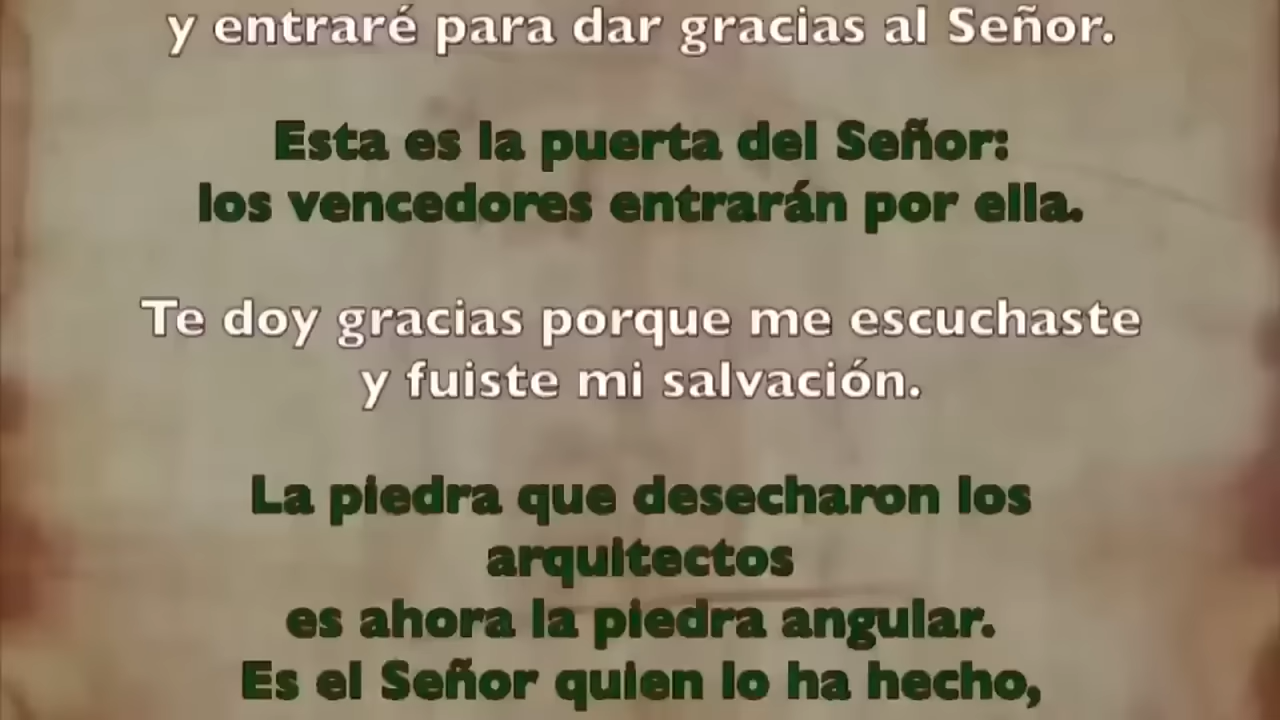 y entraré para dar gracias al Señor.
Esta es la puerta del Señor:
los vencedores entrarán por ella.
Te doy gracias porque me escuchaste
y fuiste mi salvación.
La piedra que desecharon los
arquitectos
es ahora la piedra angular.
Es el Señor quien lo ha hecho,